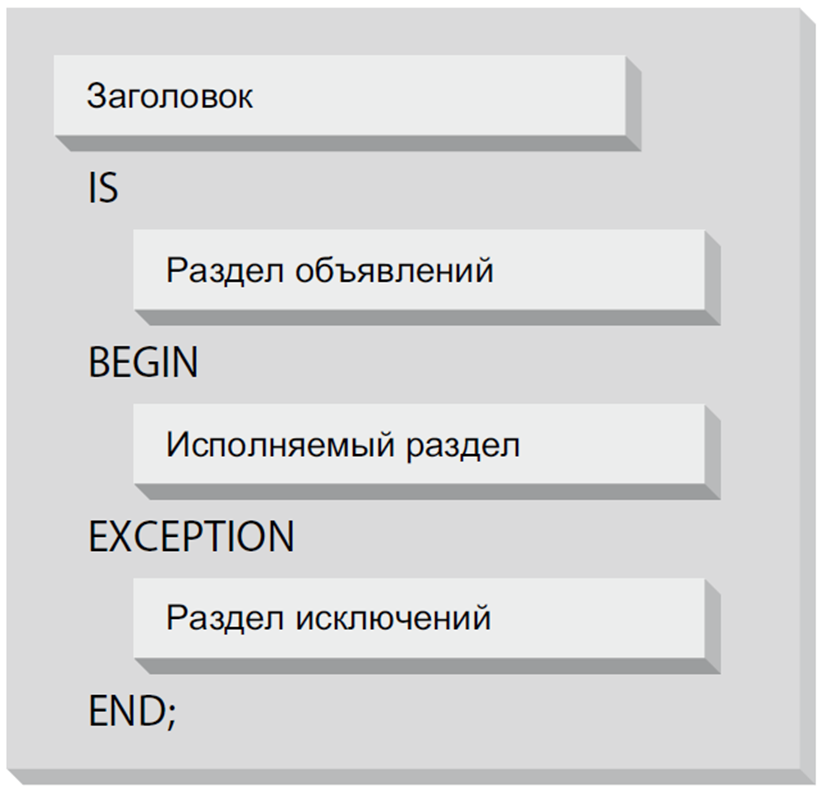 Заголовок
IS
Раздел объявлений
BEGIN
Исполняемый раздел
EXCEPTION
Раздел исключений
END;